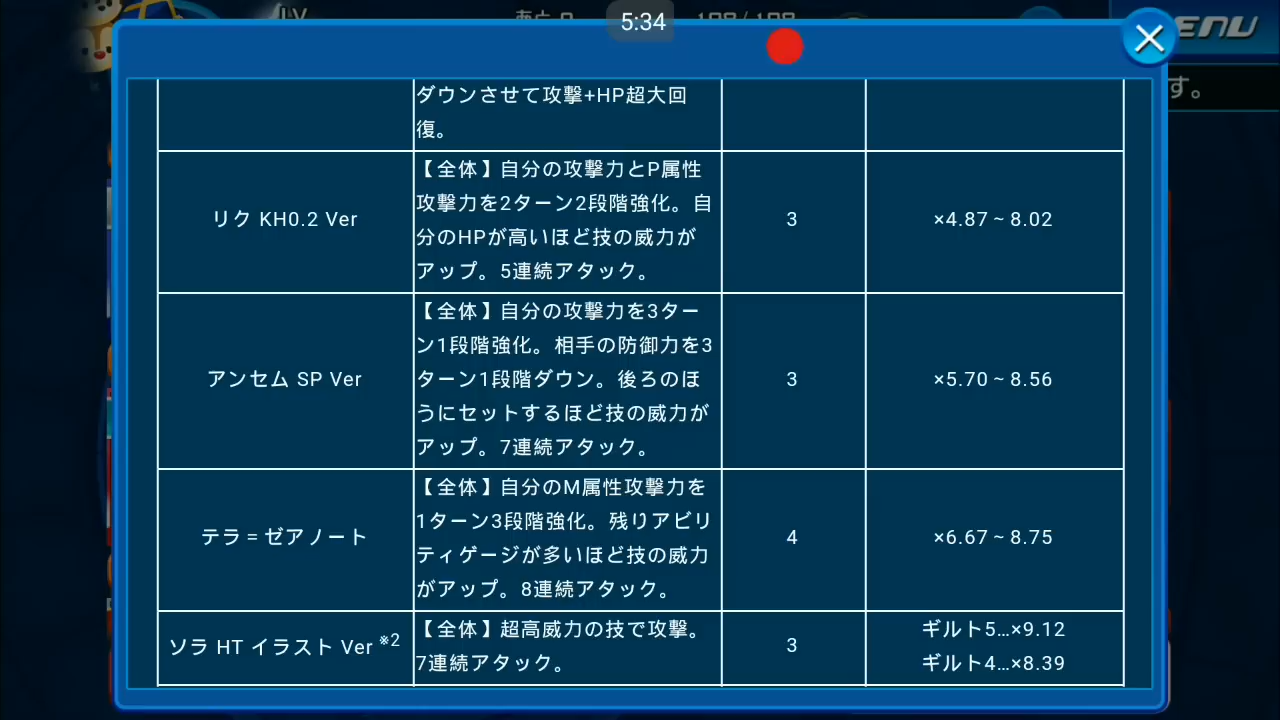 5:34
ENU
す。
ダウンさせて攻撃+HP超大回
復。
リク KH0.2 Ver
【全体】自分の攻撃力とP属性
攻撃力を2ターン2段階強化。自
分のHPが高いほど技の威力が
アップ。5連続アタック。
3
×4.87 ~ 8.02
アンセム SP Ver
【全体】自分の攻撃力を3ター
ン1段階強化。相手の防御力を3
ターン1段階ダウン。後ろのほ
うにセットするほど技の威力が
アップ。7連続アタック。
3
×5.70 ~ 8.56
テラ = ゼアノート
【全体】自分のM属性攻撃力を
1ターン3段階強化。残りアビリ
ティゲージが多いほど技の威力
がアップ。8連続アタック。
4
×6.67 ~ 8.75
ソラ HT イラスト Ver ※2
【全体】超高威力の技で攻撃。
7連続アタック。
3
ギルト5…×9.12
ギルト4…×8.39